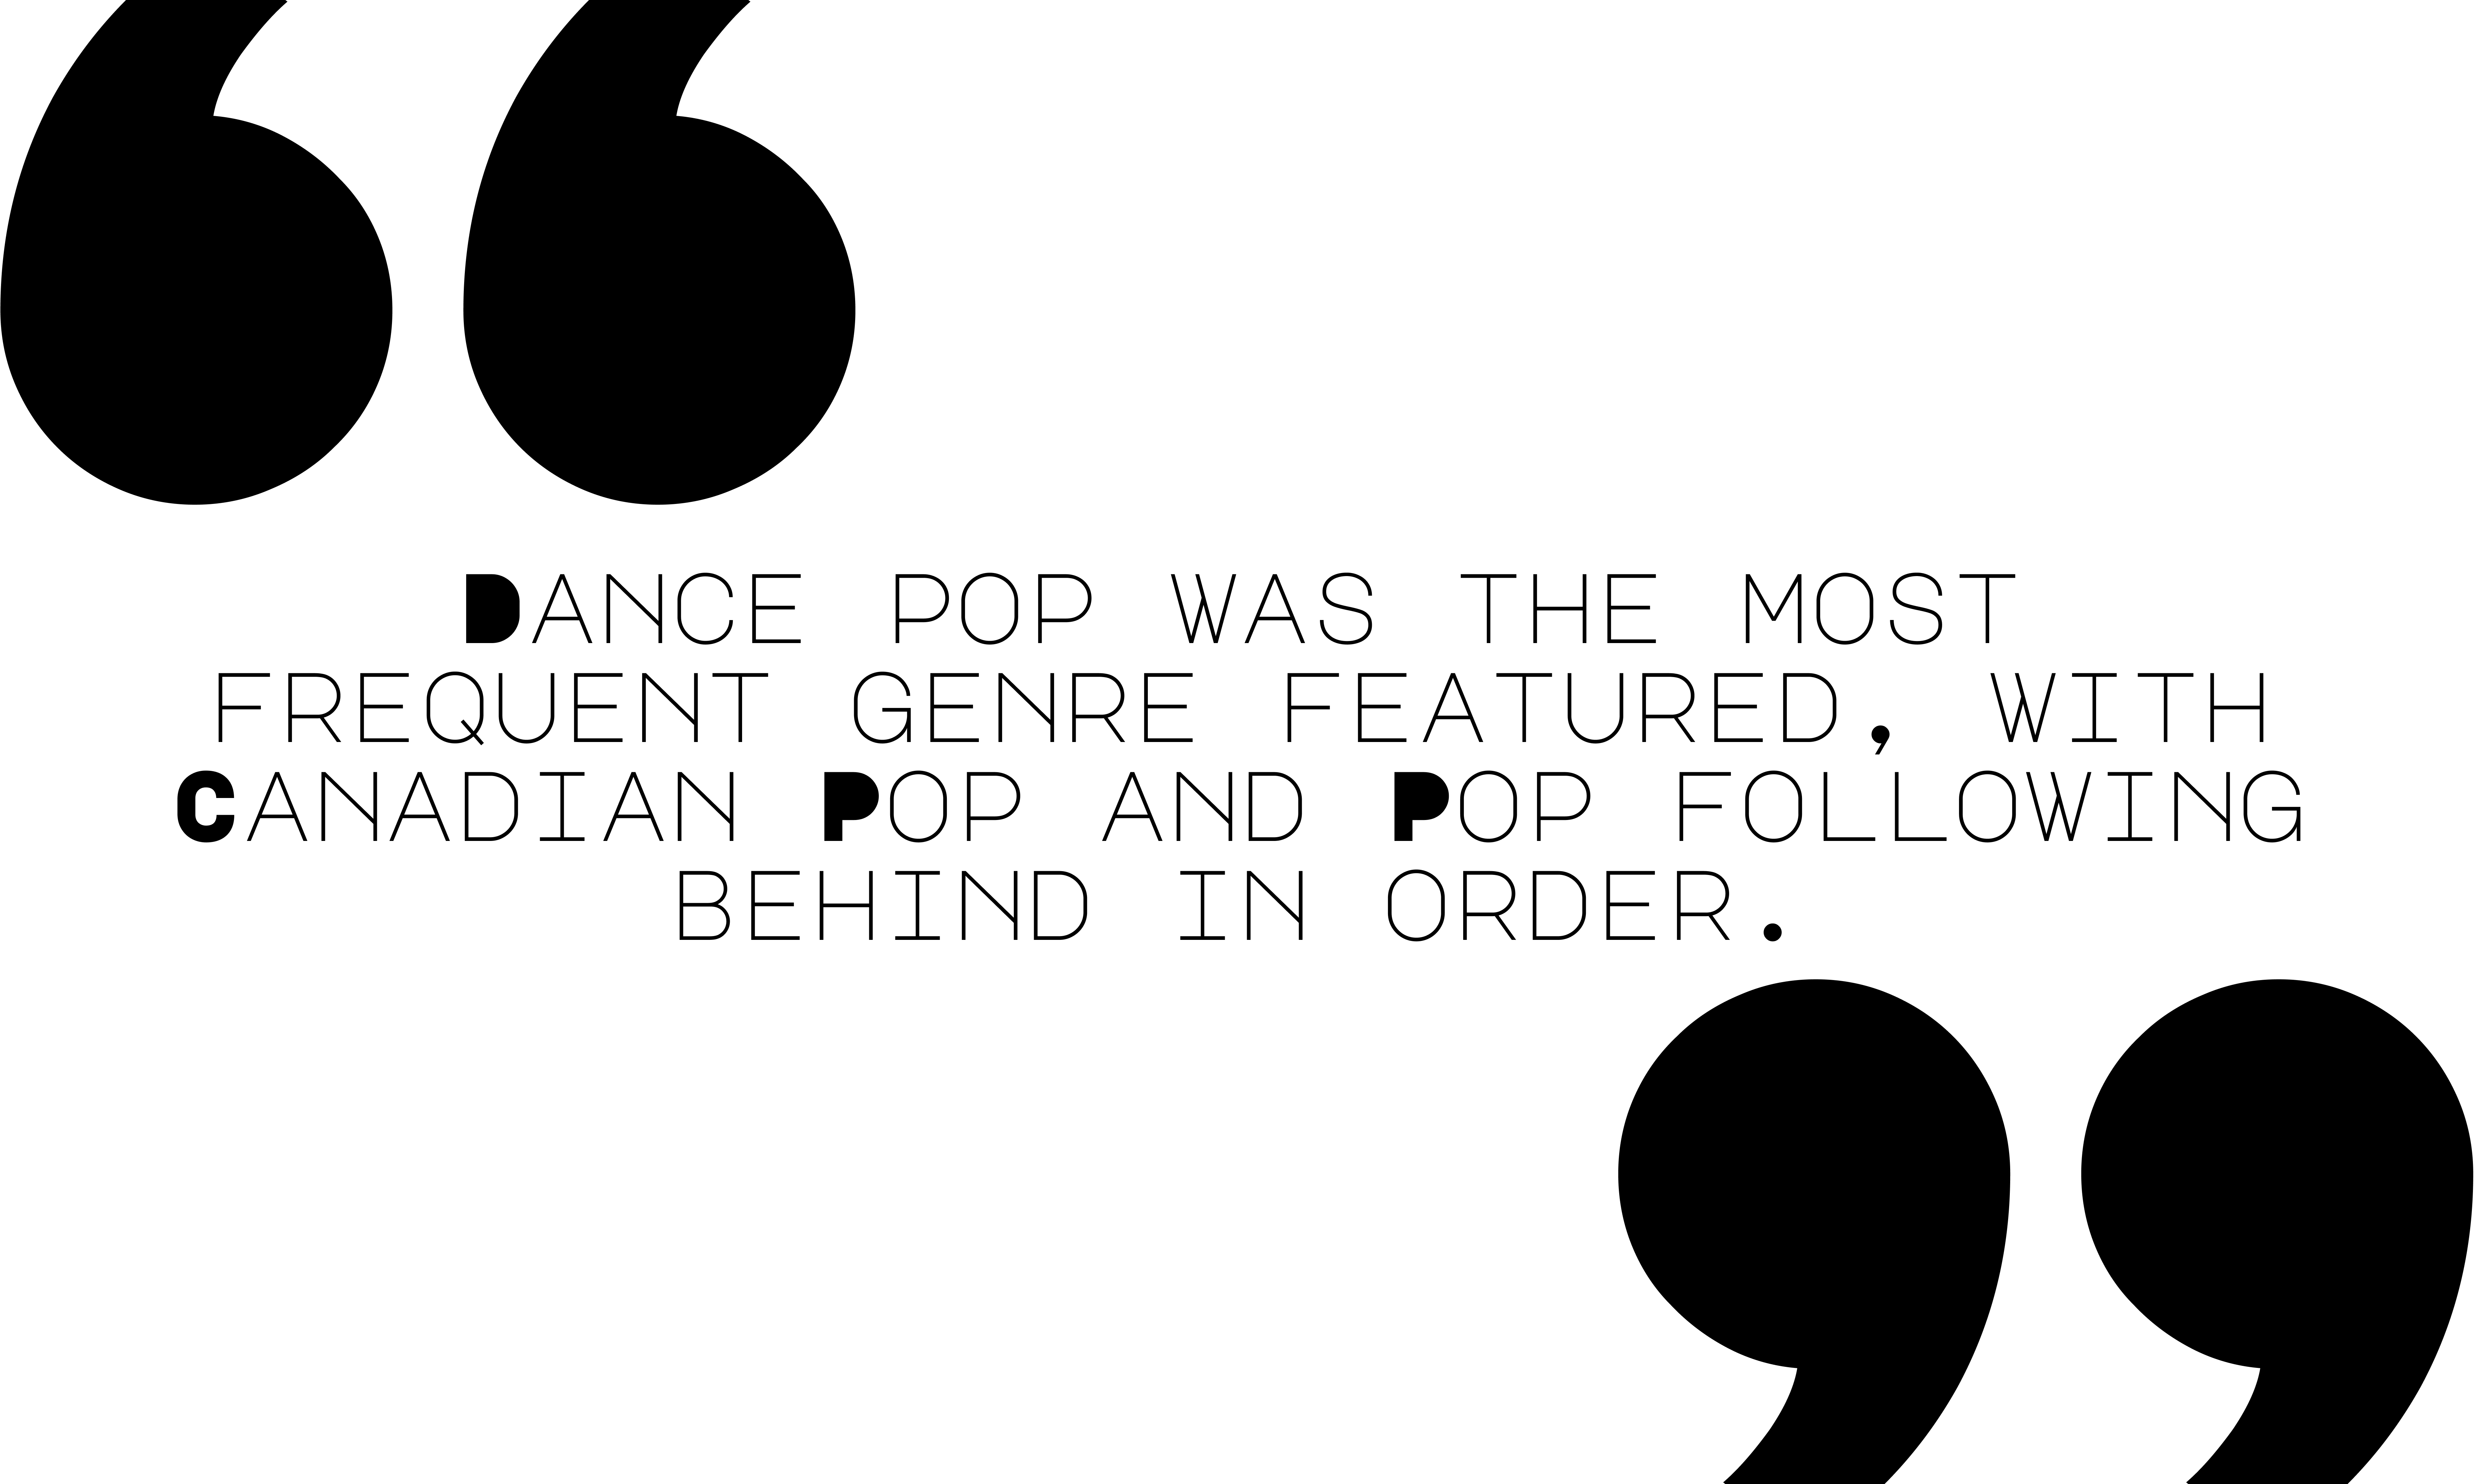 Dance pop was the most
frequent genre featured, with
Canadian Pop and Pop following
behind in order.